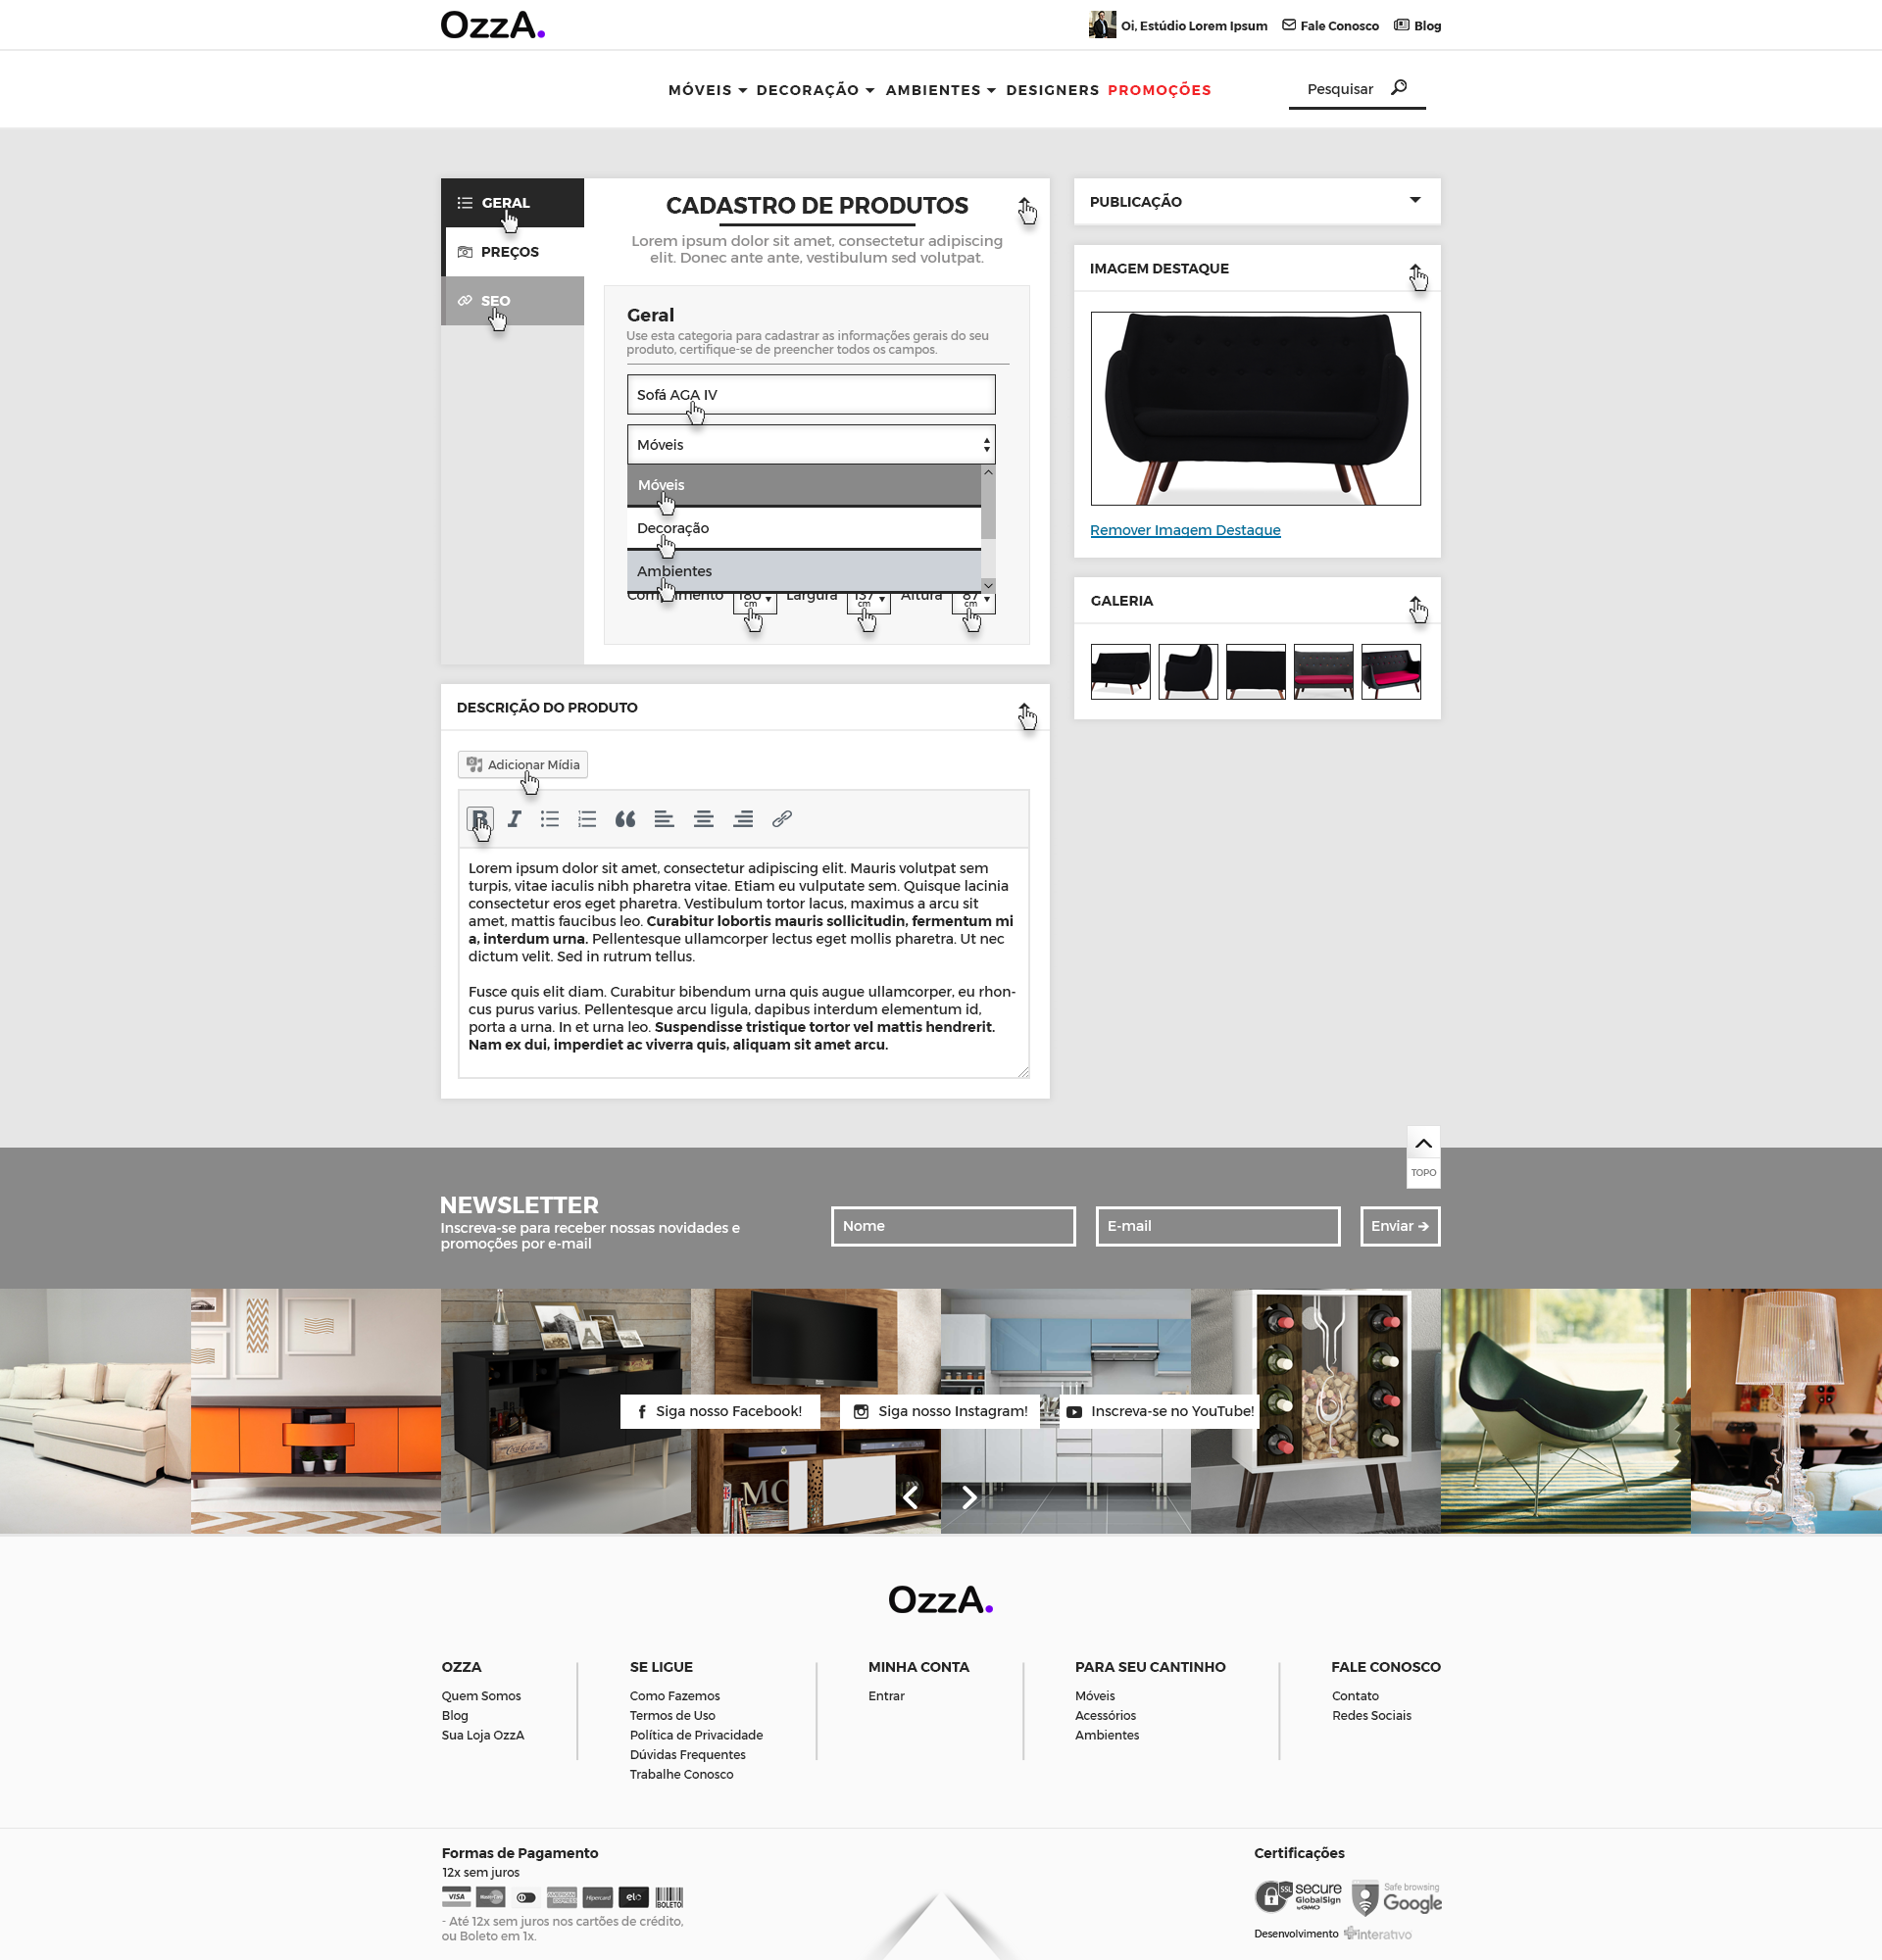 OzzA.
Oi, Estúdio Lorem Ipsum
Fale Conosco
Blog
MÓVEIS
DECORAÇÃO
AMBIENTES
DESIGNERS
PROMOÇÕES
Pesquisar
GERAL
PREÇOS
SEO
CADASTRO DE PRODUTOS
Lorem ipsum dolor sit amet, consectetur adipiscing
elit. Donec ante ante, vestibulum sed volutpat.
Geral
Use esta categoria para cadastrar as informações gerais do seu
produto, certifique-se de preencher todos os campos.
Sofá AGA IV
Móveis
Móveis
Decoração
Ambientes
Comprimento 180 cm Largura 137 cm Altura 87 cm
PUBLICAÇÃO
IMAGEM DESTAQUE
Remover Imagem Destaque
GALERIA
DESCRIÇÃO DO PRODUTO
Adicionar Mídia
B I
Lorem ipsum dolor sit amet, consectetur adipiscing elit. Mauris volutpat sem
turpis, vitae iaculis nibh pharetra vitae. Etiam eu vulputate sem. Quisque lacinia
consectetur eros eget pharetra. Vestibulum tortor lacus, maximus a arcu sit
amet, mattis faucibus leo. Curabitur lobortis mauris sollicitudin, fermentum mi
a, interdum urna. Pellentesque ullamcorper lectus eget mollis pharetra. Ut nec
dictum velit. Sed in rutrum tellus.
Fusce quis elit diam. Curabitur bibendum urna quis augue ullamcorper, eu rhon-
cus purus varius. Pellentesque arcu ligula, dapibus interdum elementum id,
porta a urna. In et urna leo. Suspendisse tristique tortor vel mattis hendrerit.
Nam ex dui, imperdiet ac viverra quis, aliquam sit amet arcu.
TOPO
NEWSLETTER
Inscreva-se para receber nossas novidades e
promoções por e-mail
Nome
E-mail
Enviar
Siga nosso Facebook!
Siga nosso Instagram!
Inscreva-se no YouTube!
OzzA.
OZZA
Quem Somos
Blog
Sua Loja OzzA
SE LIGUE
Como Fazemos
Termos de Uso
Política de Privacidade
Dúvidas Frequentes
Trabalhe Conosco
MINHA CONTA
Entrar
PARA SEU CANTINHO
Móveis
Acessórios
Ambientes
FALE CONOSCO
Contato
Redes Sociais
Formas de Pagamento
12x sem juros
VISA MasterCard AMERICAN EXPRESS Hipercard elo BOLETO
- Até 12x sem juros nos cartões de crédito,
ou Boleto em 1x.
Certificações
SSL secure GlobalSign by GMO
Safe browsing Google
Desenvolvimento interativo